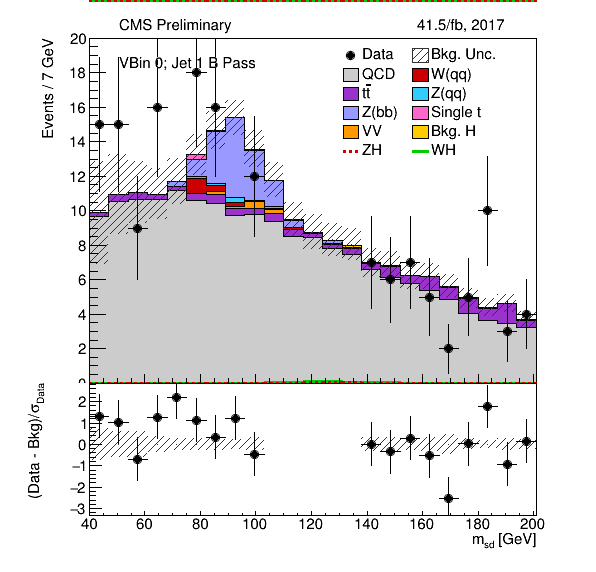 CMS Preliminary 41.5/fb, 2017
Events / 7 GeV
VBin 0; Jet 1 B Pass
Data Bkg. Unc.
QCD W(qq)
tt̄ Z(qq)
Z(bb) Single t
VV Bkg. H
ZH WH
20
18
16
14
12
10
8
6
4
2
0
(Data - Bkg)/σData
2
1
0
−1
−2
−3
40 60 80 100 120 140 160 180 200
msd [GeV]